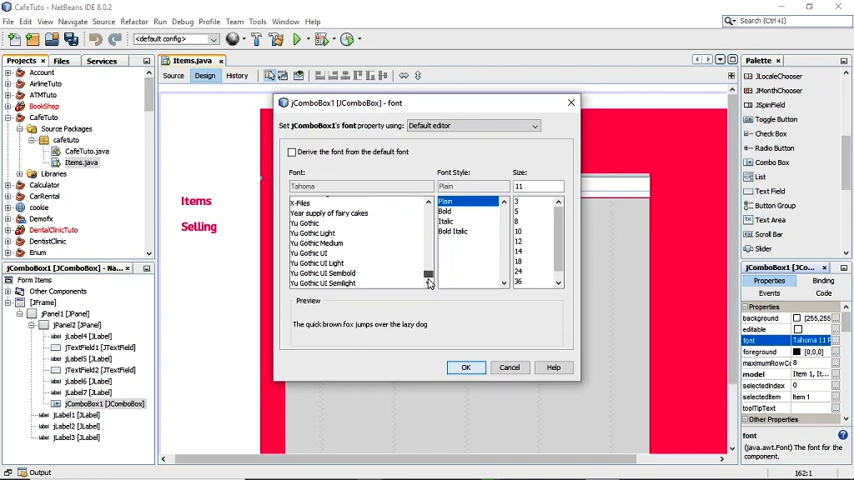 CafeTuto - NetBeans IDE 8.0.2
File Edit View Navigate Source Refactor Run Debug Profile Team Tools Window Help
Search (Ctrl+I)
<default config>
Projects Files Services
Items.java
Palette
Source Design History
Account
AirlineTuto
ATMTuto
BookShop
CafeTuto
Source Packages
cafetuto
CafeTuto.java
Items.java
Libraries
Calculator
CarRental
cookie
Demofx
DentalClinicTuto
DentistClinic
Enum
jComboBox1 [JComboBox] - Na...
Form Items
Other Components
[JFrame]
jPanel1 [JPanel]
jPanel2 [JPanel]
jLabel4 [JLabel]
jTextField1 [JTextField]
jLabel5 [JLabel]
jTextField2 [JTextField]
jLabel6 [JLabel]
jLabel7 [JLabel]
jComboBox1 [JComboBox]
jLabel1 [JLabel]
jLabel2 [JLabel]
jLabel3 [JLabel]
Output
Items
Selling
jComboBox1 [JComboBox] - font
Set jComboBox1's font property using: Default editor
Derive the font from the default font
Font: Font Style: Size:
Tahoma Plain 11
X-Files
Year supply of fairy cakes
Yu Gothic
Yu Gothic Light
Yu Gothic Medium
Yu Gothic UI
Yu Gothic UI Light
Yu Gothic UI Semibold
Yu Gothic UI Semilight
Plain
Bold
Italic
Bold Italic
3
5
8
10
12
14
18
24
36
Preview
The quick brown fox jumps over the lazy dog
OK Cancel Help
JLocaleChooser
JMonthChooser
JSpinField
Toggle Button
Check Box
Radio Button
Combo Box
List
Text Field
Button Group
Text Area
Scroll Bar
Slider
jComboBox1 [JCo...
Properties Binding
Events Code
Properties
background [255,255
editable
font Tahoma 11 P
foreground [0,0,0]
maximumRowCo 8
model Item 1, It
selectedIndex 0
selectedItem Item 1
toolTipText
Other Properties
font
(java.awt.Font) The font for the
component.
162:1